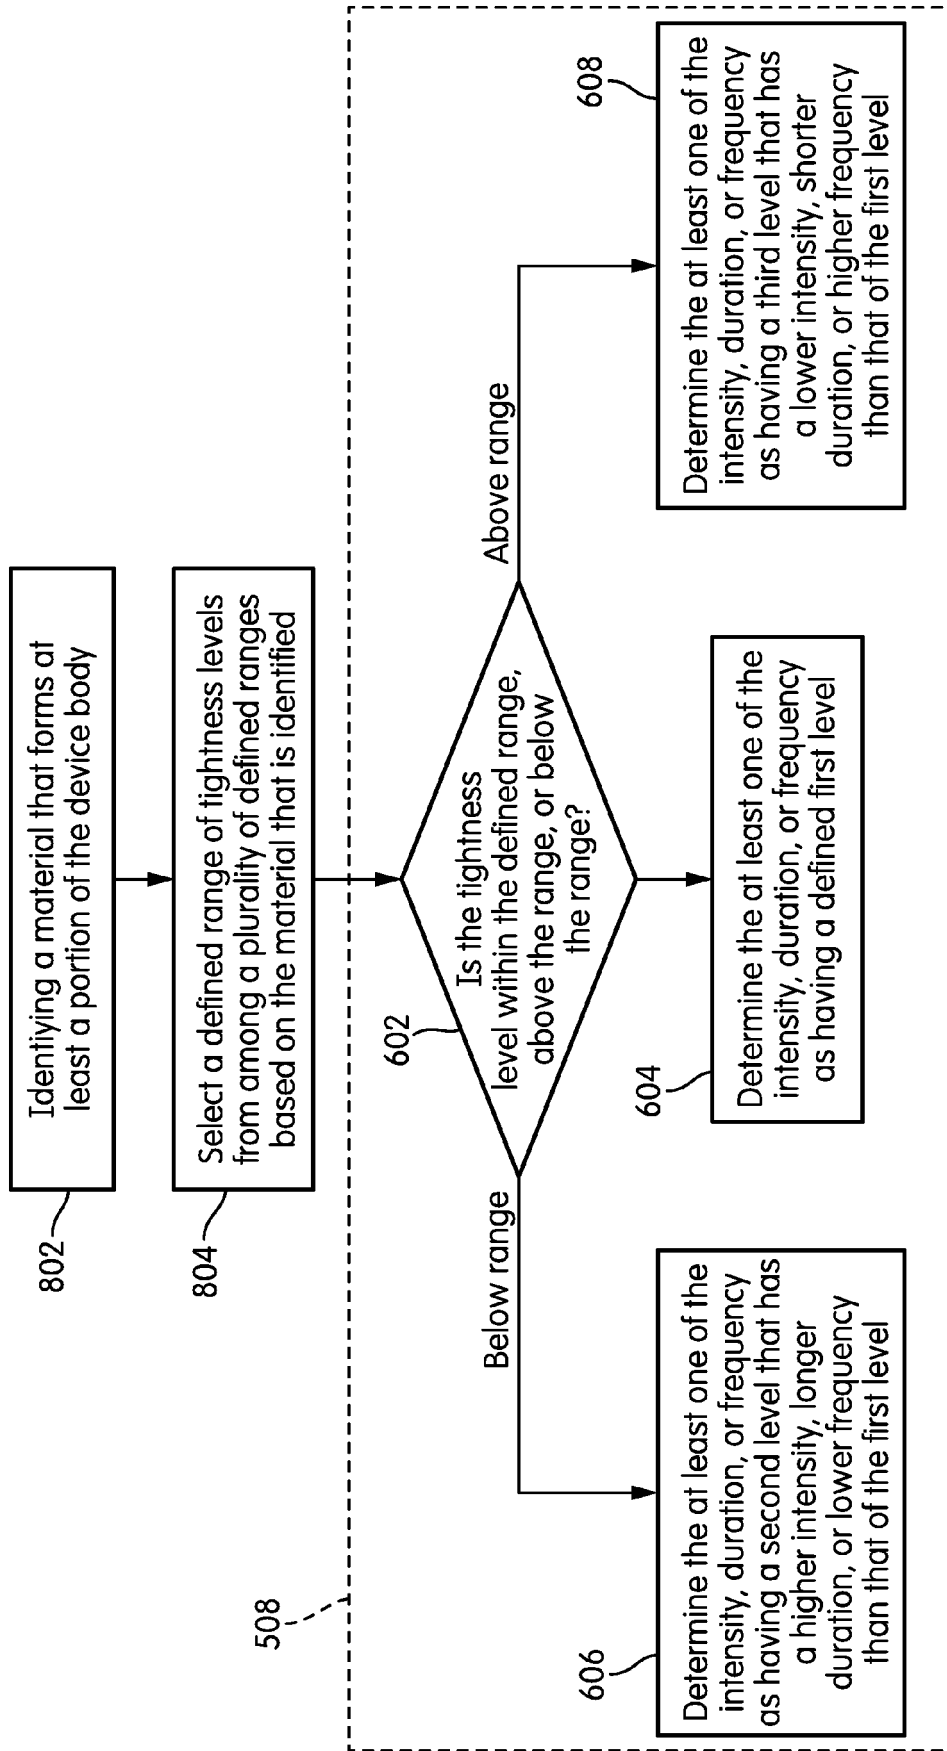 802
Identiying a material that forms at
least a portion of the device body
804
Select a defined range of tightness levels
from among a plurality of defined ranges
based on the material that is identified
508
602
Is the tightness
level within the defined range,
above the range, or below
the range?
Below range
Above range
606
Determine the at least one of the
intensity, duration, or frequency
as having a second level that has
a higher intensity, longer
duration, or lower frequency
than that of the first level
604
Determine the at least one of the
intensity, duration, or frequency
as having a defined first level
608
Determine the at least one of the
intensity, duration, or frequency
as having a third level that has
a lower intensity, shorter
duration, or higher frequency
than that of the first level